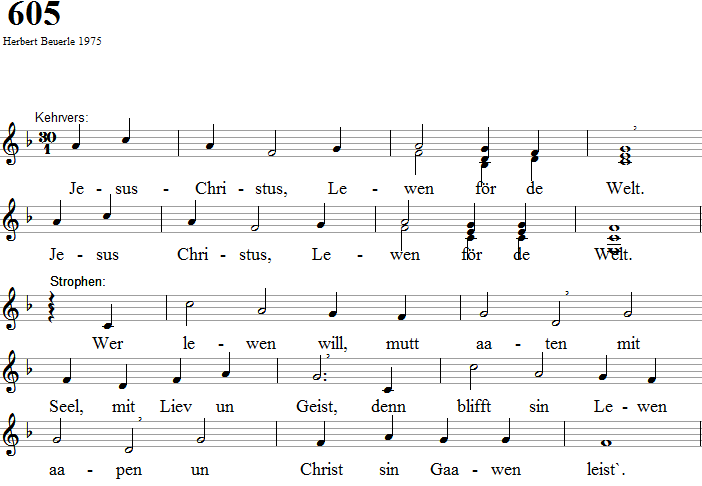 605
Herbert Beuerle 1975
Kehrvers:
30
1
Je - sus - Chri - stus, Le - wen för de Welt.
Je - sus Chri - stus, Le - wen för de Welt.
Strophen:
Wer le - wen will, mutt aa - ten mit
Seel, mit Liev un Geist, denn blifft sin Le - wen
aa - pen un Christ sin Gaa - wen leist`.